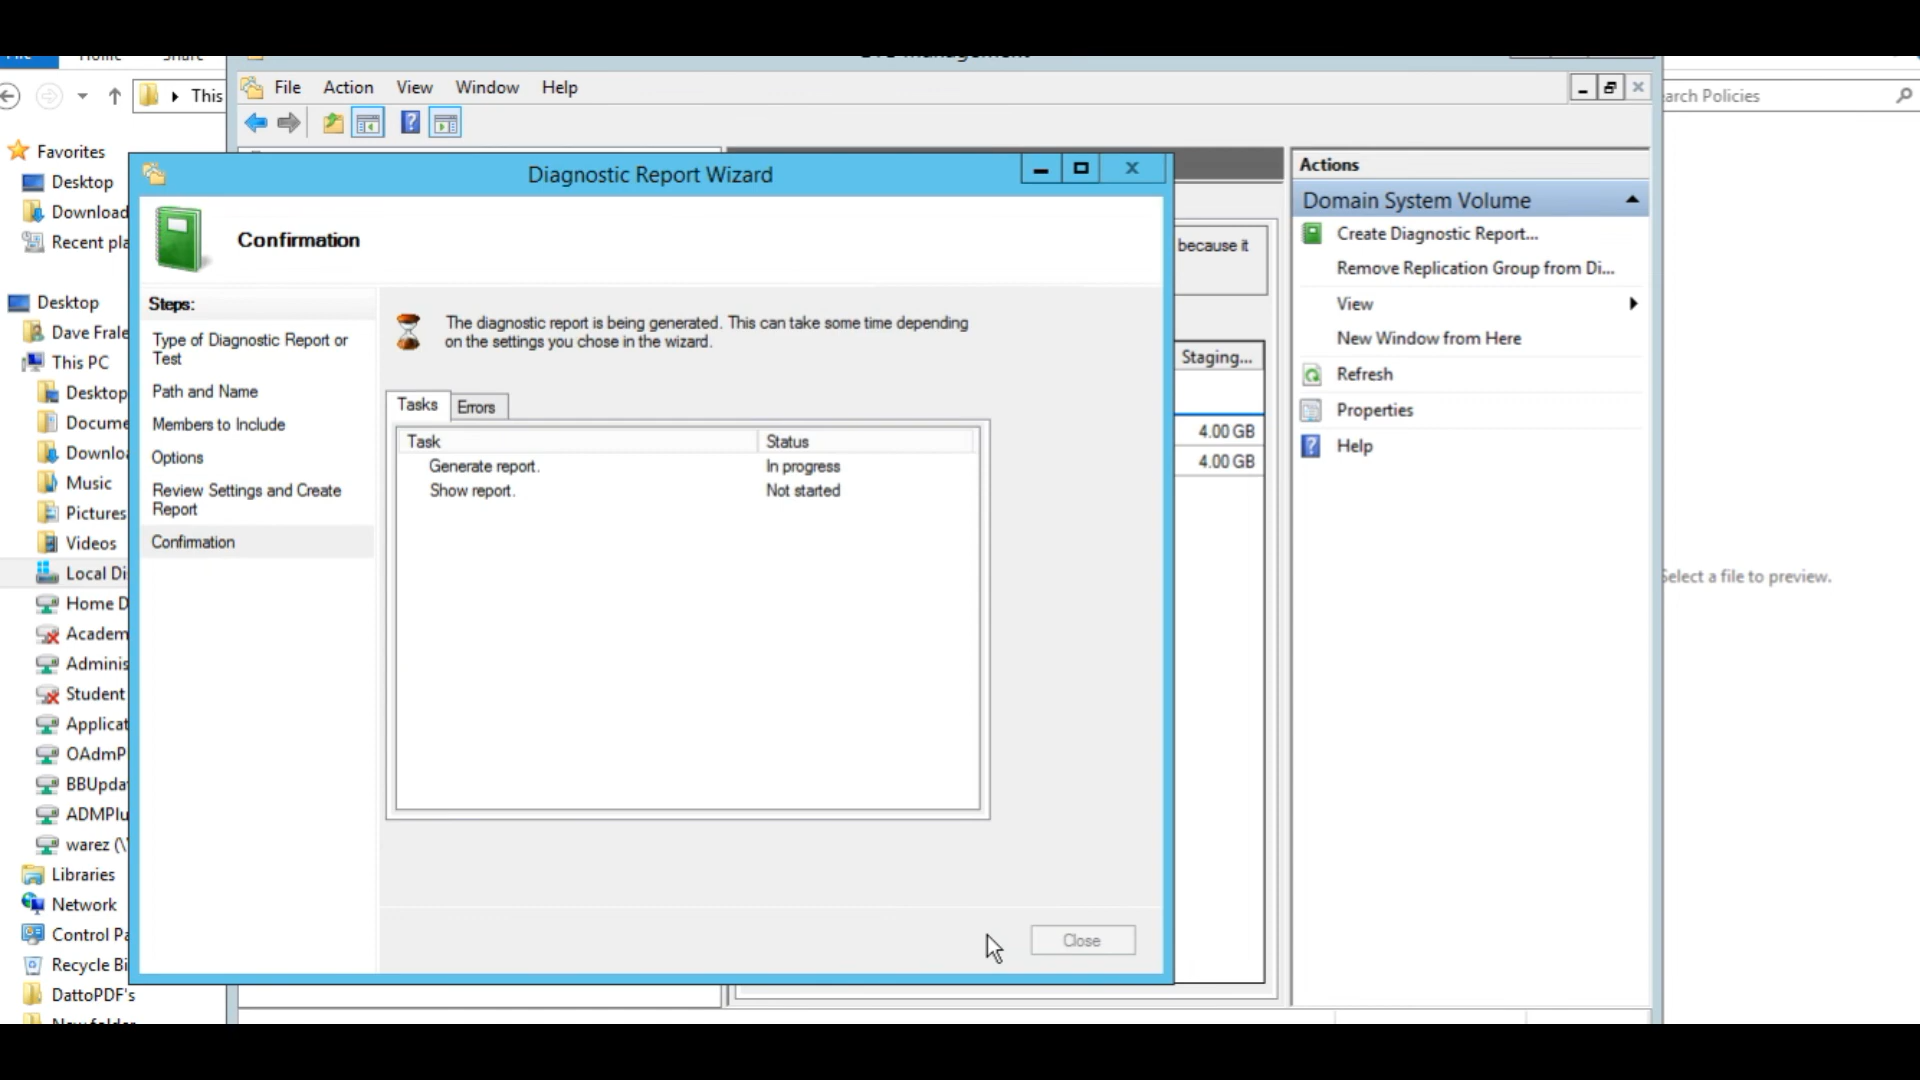 Home
Share
File
Action
View
Window
Help
This
arch Policies
Favorites
Desktop
Download
Recent pla
Desktop
Dave Frale
This PC
Desktop
Docume
Downloa
Music
Pictures
Videos
Local Di
Home D
Academ
Adminis
Student
Applicat
OAdmP
BBUpda
ADMPlu
warez (\\
Libraries
Network
Control Pa
Recycle Bi
DattoPDF's
New folder
Diagnostic Report Wizard
Confirmation
Steps:
Type of Diagnostic Report or
Test
Path and Name
Members to Include
Options
Review Settings and Create
Report
Confirmation
The diagnostic report is being generated. This can take some time depending
on the settings you chose in the wizard.
Tasks
Errors
Task
Status
Generate report.
In progress
Show report.
Not started
Close
because it
Staging...
4.00 GB
4.00 GB
Actions
Domain System Volume
Create Diagnostic Report...
Remove Replication Group from Di...
View
New Window from Here
Refresh
Properties
Help
Select a file to preview.